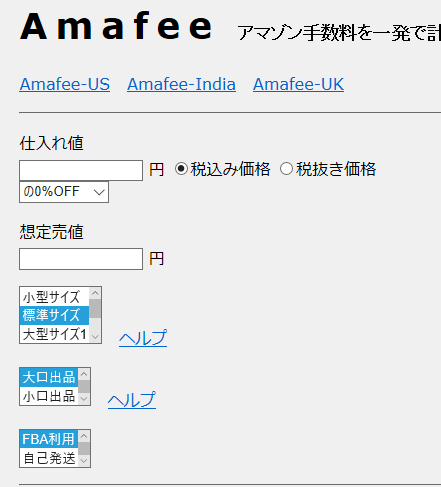 Amafee アマゾン手数料を一発で計
Amafee-US Amafee-India Amafee-UK
仕入れ値
円 税込み価格 税抜き価格
の0%OFF
想定売値
円
小型サイズ
標準サイズ
大型サイズ1 ヘルプ
大口出品
小口出品 ヘルプ
FBA利用
自己発送